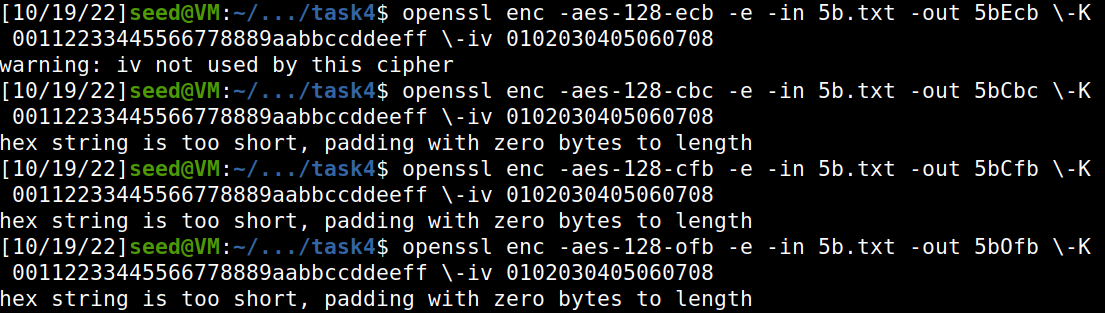 [10/19/22]seed@VM:~/.../task4$ openssl enc -aes-128-ecb -e -in 5b.txt -out 5bEcb \-K
 00112233445566778889aabbccddeeff \-iv 0102030405060708
warning: iv not used by this cipher
[10/19/22]seed@VM:~/.../task4$ openssl enc -aes-128-cbc -e -in 5b.txt -out 5bCbc \-K
 00112233445566778889aabbccddeeff \-iv 0102030405060708
hex string is too short, padding with zero bytes to length
[10/19/22]seed@VM:~/.../task4$ openssl enc -aes-128-cfb -e -in 5b.txt -out 5bCfb \-K
 00112233445566778889aabbccddeeff \-iv 0102030405060708
hex string is too short, padding with zero bytes to length
[10/19/22]seed@VM:~/.../task4$ openssl enc -aes-128-ofb -e -in 5b.txt -out 5bOfb \-K
 00112233445566778889aabbccddeeff \-iv 0102030405060708
hex string is too short, padding with zero bytes to length